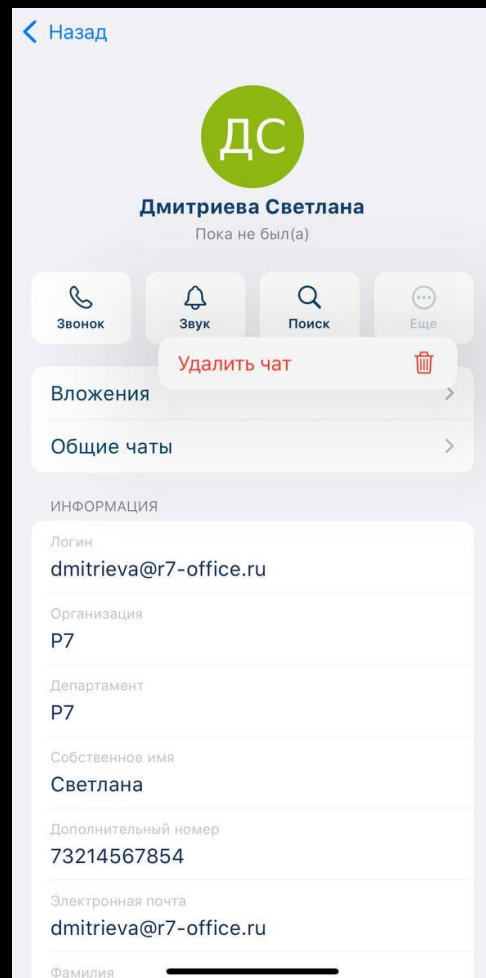 Назад
ДС
Дмитриева Светлана
Пока не был(а)
Звонок
Звук
Поиск
Еще
Удалить чат
Вложения
Общие чаты
ИНФОРМАЦИЯ
Логин
dmitrieva@r7-office.ru
Организация
Р7
Департамент
Р7
Собственное имя
Светлана
Дополнительный номер
73214567854
Электронная почта
dmitrieva@r7-office.ru
Фамилия